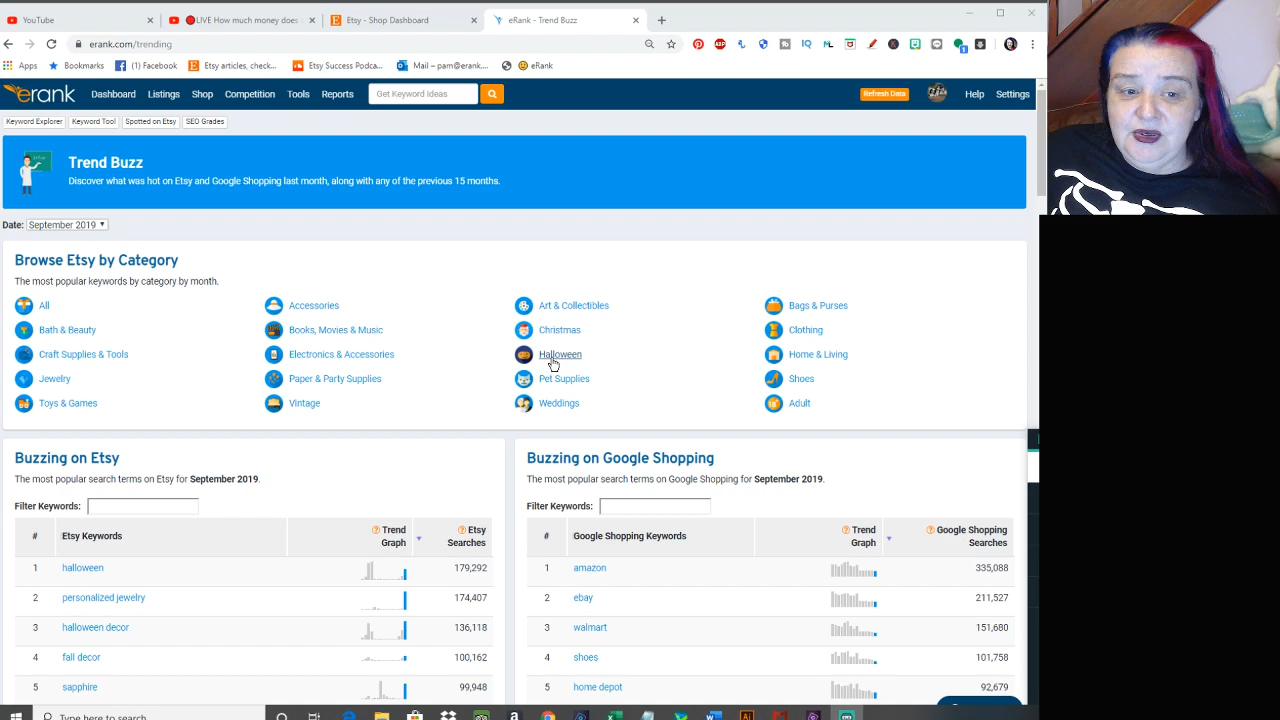 YouTube × LIVE How much money does × Etsy - Shop Dashboard × eRank - Trend Buzz ×
erank.com/trending
Apps Bookmarks (1) Facebook Etsy articles, check... Etsy Success Podca... Mail – pam@erank.... eRank
erank Dashboard Listings Shop Competition Tools Reports Get Keyword Ideas Refresh Data Help Settings
Keyword Explorer Keyword Tool Spotted on Etsy SEO Grades
Trend Buzz
Discover what was hot on Etsy and Google Shopping last month, along with any of the previous 15 months.
Date: September 2019
Browse Etsy by Category
The most popular keywords by category by month.
All Accessories Art & Collectibles Bags & Purses
Bath & Beauty Books, Movies & Music Christmas Clothing
Craft Supplies & Tools Electronics & Accessories Halloween Home & Living
Jewelry Paper & Party Supplies Pet Supplies Shoes
Toys & Games Vintage Weddings Adult
Buzzing on Etsy
The most popular search terms on Etsy for September 2019.
Filter Keywords:
# Etsy Keywords Trend Graph Etsy Searches
1 halloween 179,292
2 personalized jewelry 174,407
3 halloween decor 136,118
4 fall decor 100,162
5 sapphire 99,948
Buzzing on Google Shopping
The most popular search terms on Google Shopping for September 2019.
Filter Keywords:
# Google Shopping Keywords Trend Graph Google Shopping Searches
1 amazon 335,088
2 ebay 211,527
3 walmart 151,680
4 shoes 101,758
5 home depot 92,679
Type here to search